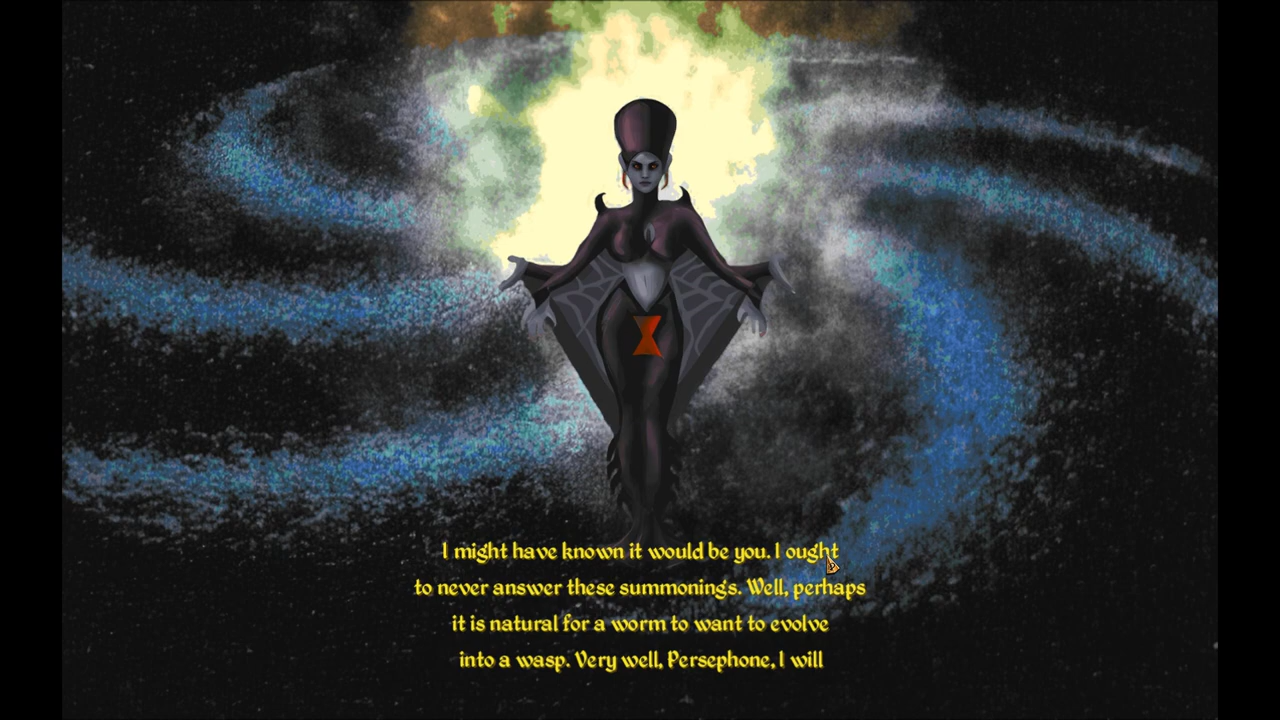 I might have known it would be you. I ought
to never answer these summonings. Well, perhaps
it is natural for a worm to want to evolve
into a wasp. Very well, Persephone, I will